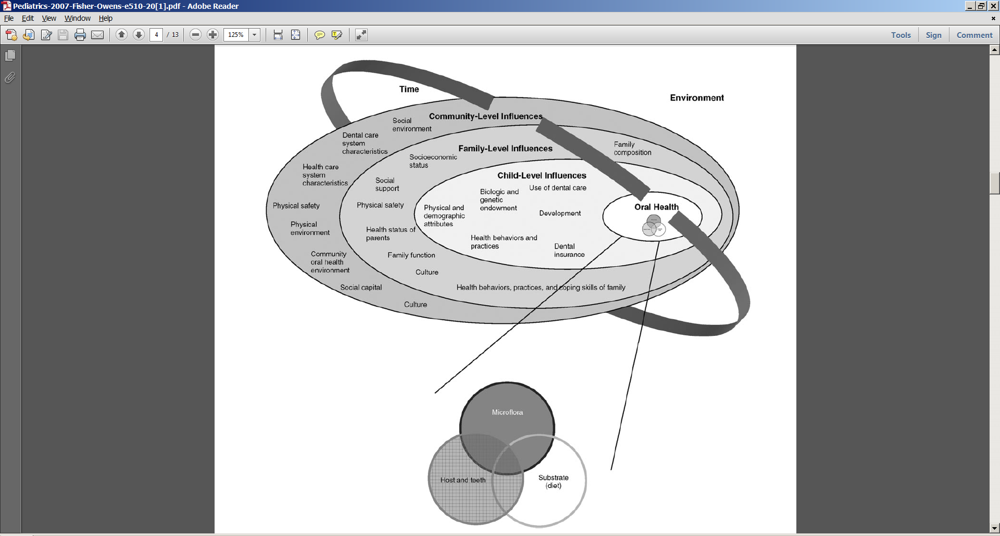 Pediatrics-2007-Fisher-Owens-e510-20[1].pdf - Adobe Reader
File Edit View Window Help
4 / 13 125% Tools Sign Comment
Time
Environment
Community-Level Influences
Social
environment
Dental care
system
characteristics
Health care
system
characteristics
Physical safety
Physical
environment
Community
oral health
environment
Social capital
Culture
Family-Level Influences
Family
composition
Socioeconomic
status
Social
support
Physical safety
Health status of
parents
Family function
Culture
Health behaviors, practices, and coping skills of family
Child-Level Influences
Use of dental care
Biologic and
genetic
endowment
Physical and
demographic
attributes
Development
Health behaviors and
practices
Dental
insurance
Oral Health
Microflora
Host and teeth
Substrate
(diet)